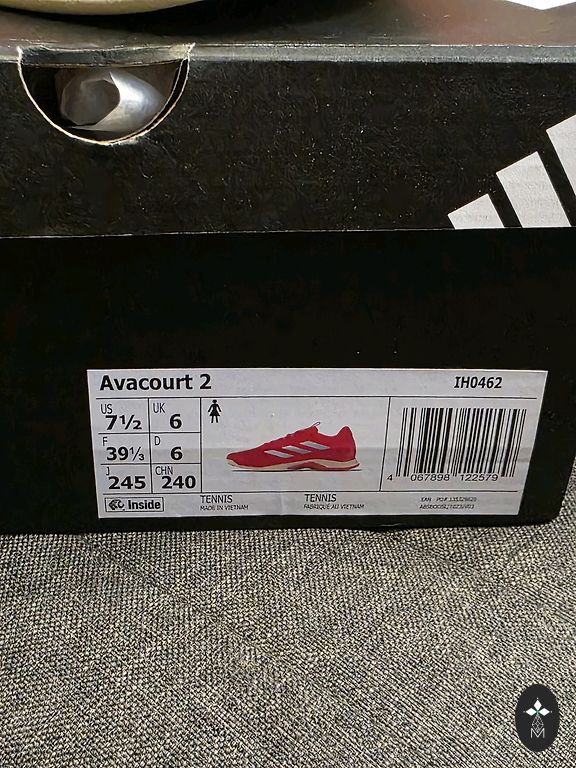 Avacourt 2
IH0462
US
7½
UK
6
F
39⅓
D
6
J
245
CHN
240
Inside
TENNIS
MADE IN VIETNAM
TENNIS
FABRIQUÉ AU VIETNAM
4 067898 122579
EAN
M